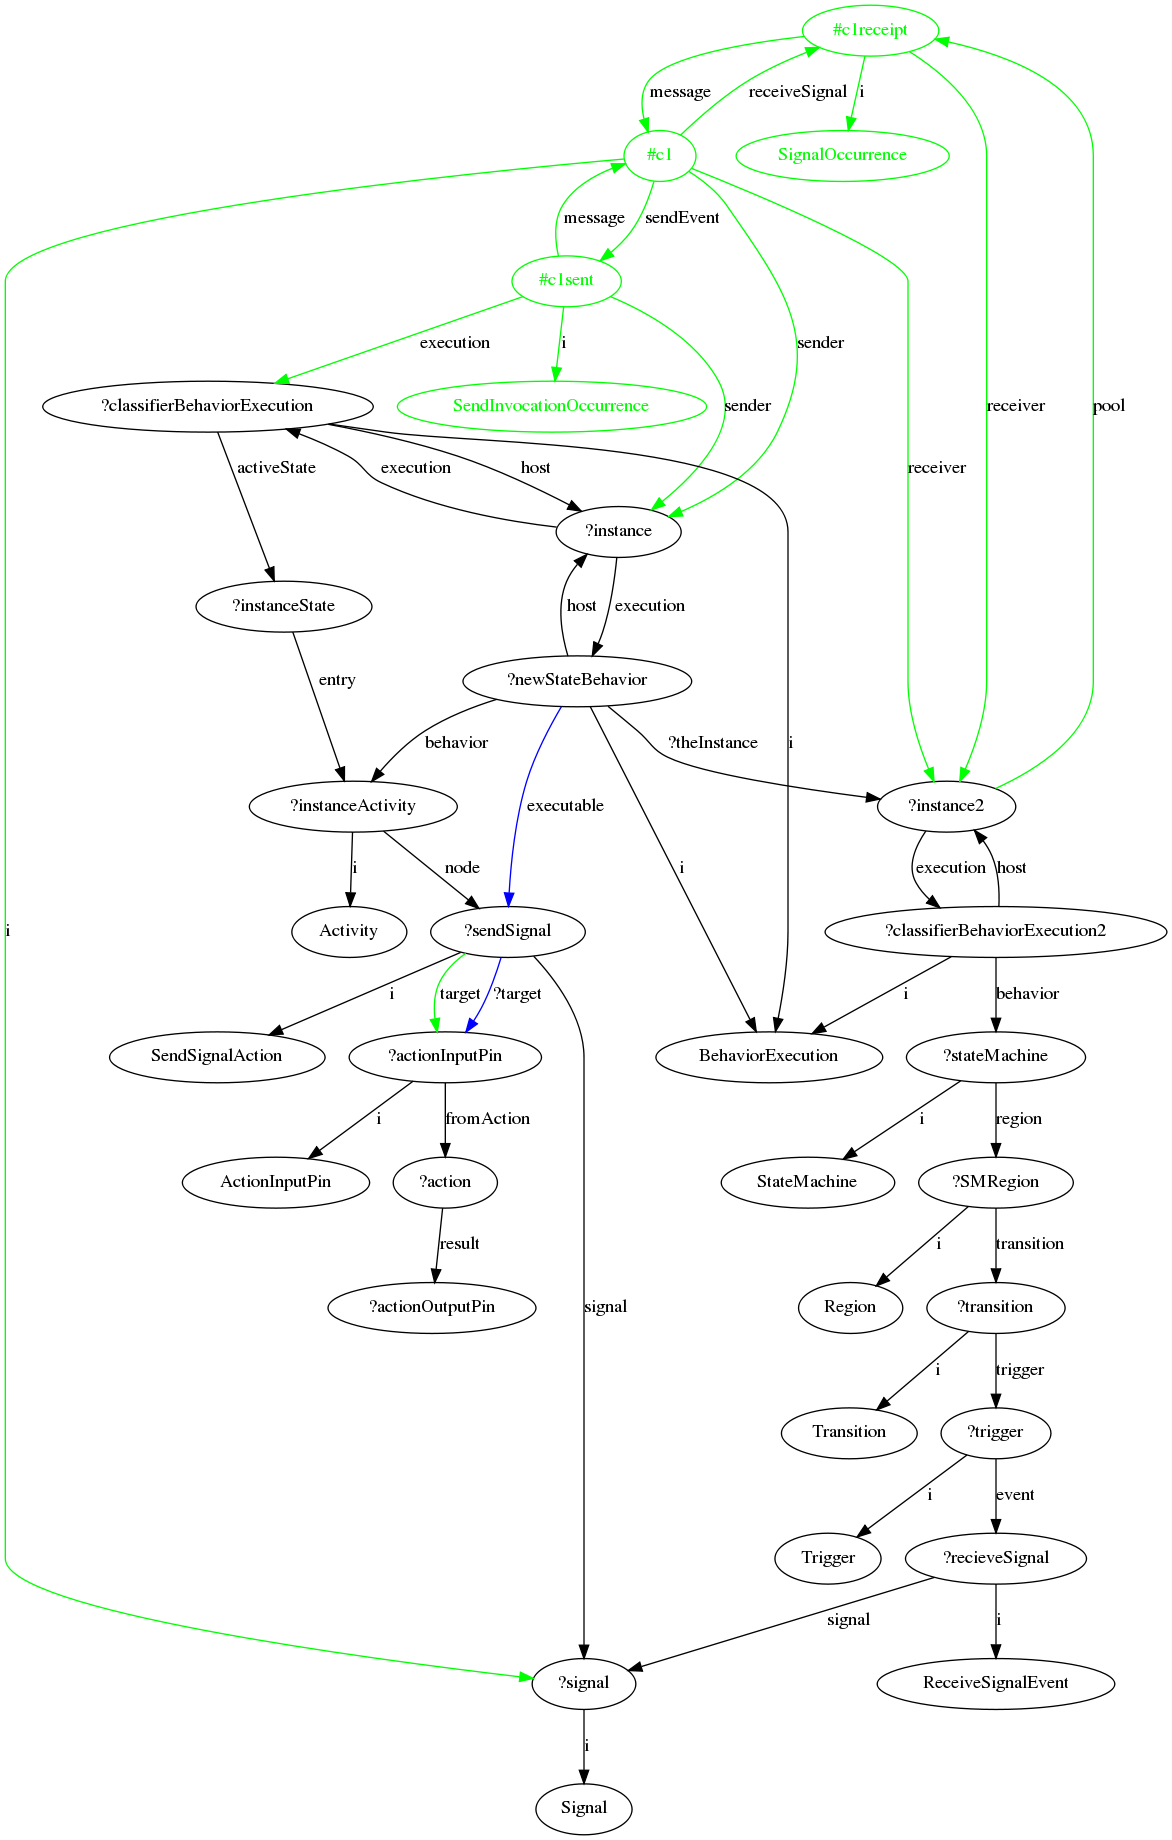 #c1receipt
message
receiveSignal
i
#c1
SignalOccurrence
message
sendEvent
#c1sent
execution
i
sender
sender
receiver
receiver
pool
?classifierBehaviorExecution
SendInvocationOccurrence
activeState
execution
host
?instance
?instanceState
host
execution
entry
?newStateBehavior
behavior
?theInstance
i
executable
?instanceActivity
?instance2
i
node
i
execution
host
i
Activity
?sendSignal
?classifierBehaviorExecution2
i
target
?target
i
behavior
SendSignalAction
?actionInputPin
BehaviorExecution
?stateMachine
i
fromAction
i
region
ActionInputPin
?action
StateMachine
?SMRegion
result
i
transition
?actionOutputPin
signal
Region
?transition
i
trigger
Transition
?trigger
i
event
Trigger
?recieveSignal
signal
i
?signal
ReceiveSignalEvent
i
Signal